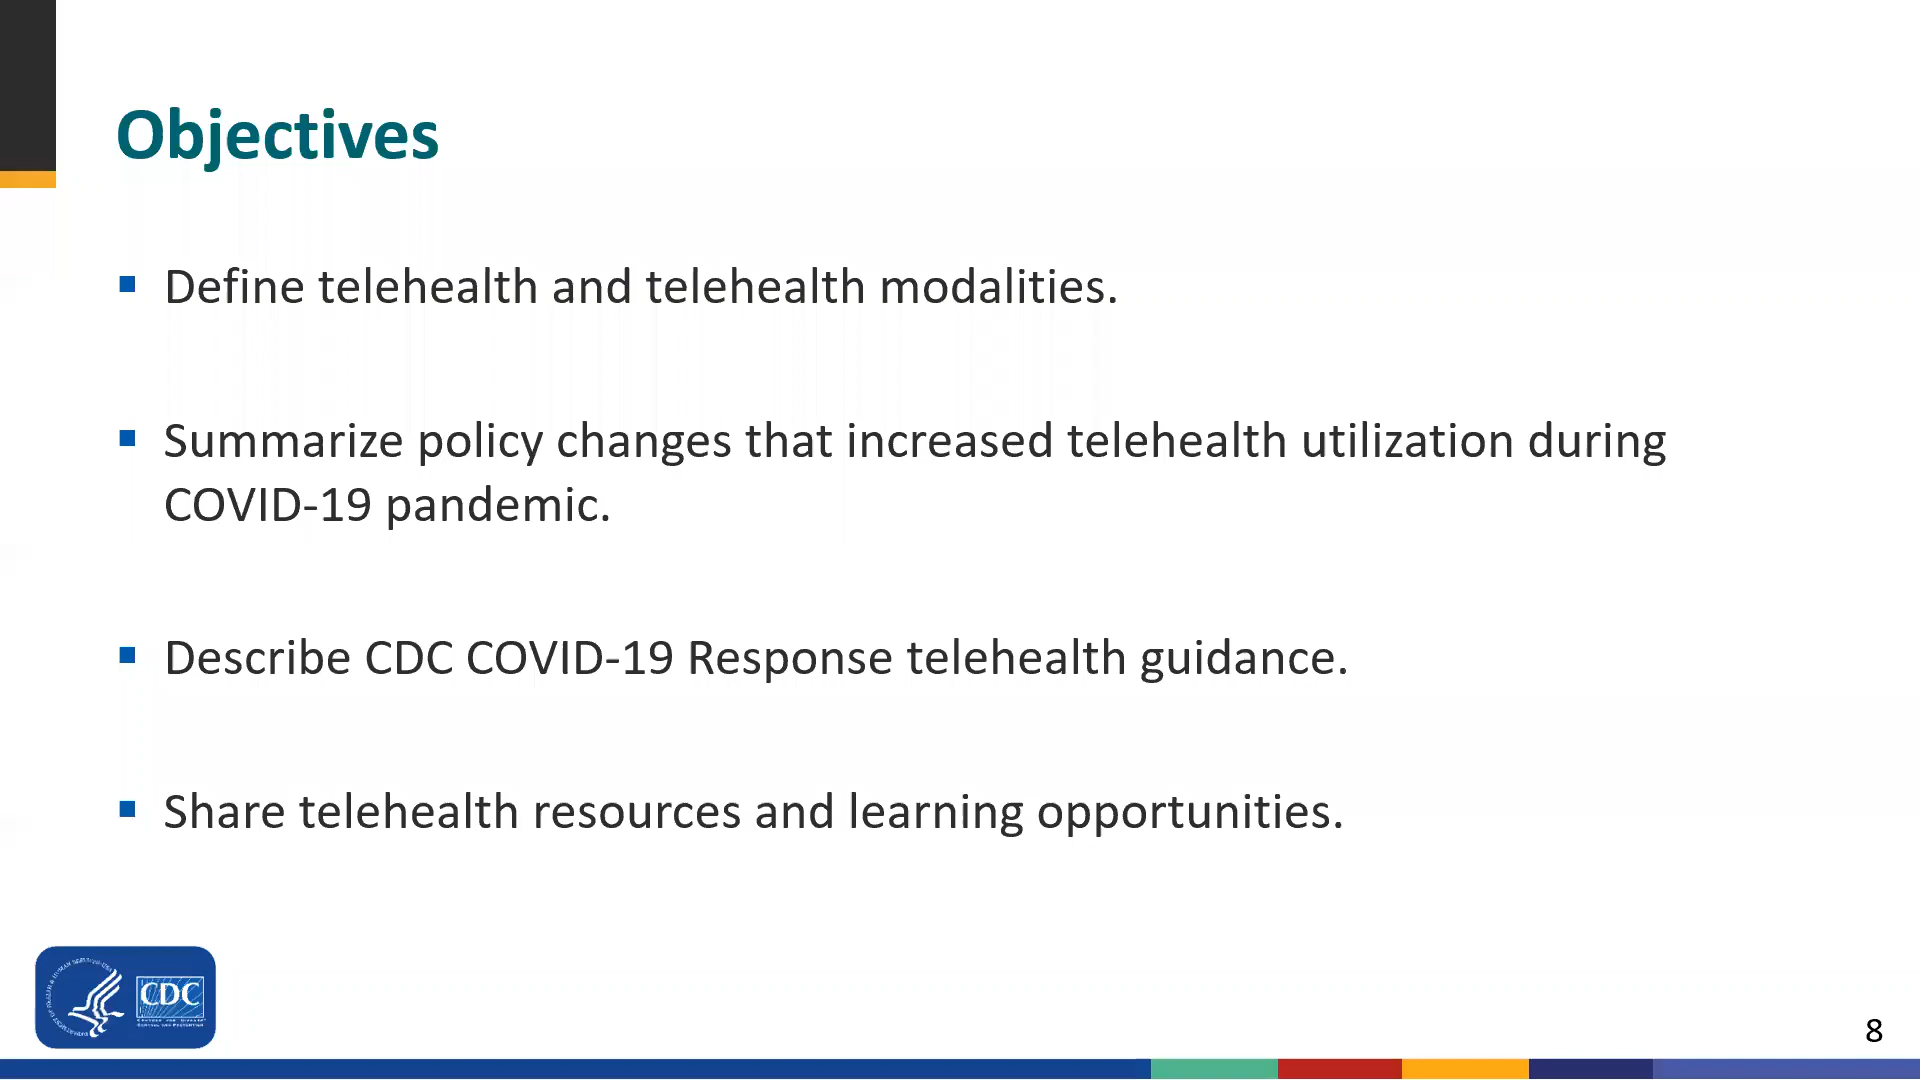 Objectives
▪ Define telehealth and telehealth modalities.
▪ Summarize policy changes that increased telehealth utilization during
COVID-19 pandemic.
▪ Describe CDC COVID-19 Response telehealth guidance.
▪ Share telehealth resources and learning opportunities.
CDC
8